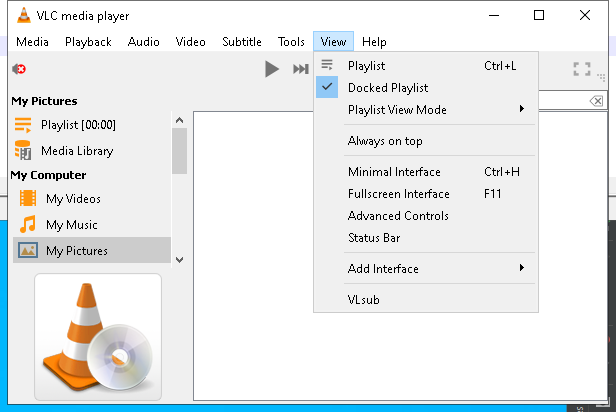 VLC media player
Media Playback Audio Video Subtitle Tools View Help
My Pictures
Playlist [00:00]
Media Library
My Computer
My Videos
My Music
My Pictures
Playlist Ctrl+L
Docked Playlist
Playlist View Mode
Always on top
Minimal Interface Ctrl+H
Fullscreen Interface F11
Advanced Controls
Status Bar
Add Interface
VLsub